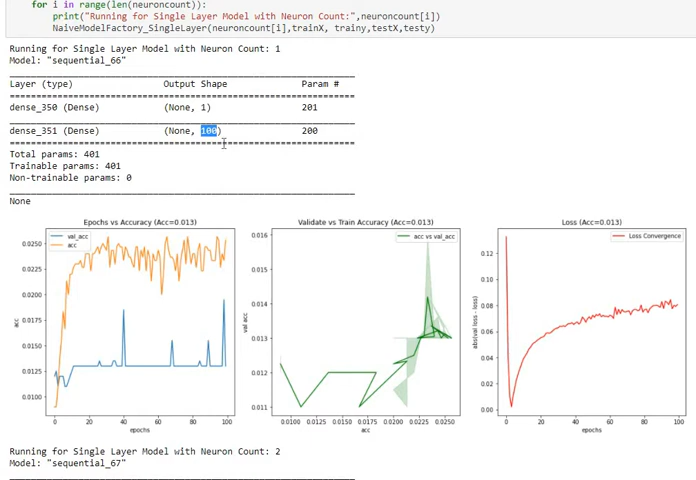 for i in range(len(neuroncount)):
print("Running for Single Layer Model with Neuron Count:",neuroncount[i])
NaiveModelFactory_SingleLayer(neuroncount[i],trainX, trainy,testX,testy)
Running for Single Layer Model with Neuron Count: 1
Model: "sequential_66"
Layer (type) Output Shape Param #
dense_350 (Dense) (None, 1) 201
dense_351 (Dense) (None, 100) 200
Total params: 401
Trainable params: 401
Non-trainable params: 0
None
Epochs vs Accuracy (Acc=0.013)
val_acc
acc
0.0250
0.0225
0.0200
0.0175
0.0150
0.0125
0.0100
acc
0 20 40 60 80 100
epochs
Validate vs Train Accuracy (Acc=0.013)
acc vs val_acc
0.016
0.015
0.014
0.013
0.012
0.011
val acc
0.0100 0.0125 0.0150 0.0175 0.0200 0.0225 0.0250
acc
Loss (Acc=0.013)
Loss Convergence
0.12
0.10
0.08
0.06
0.04
0.02
0.00
abs(val loss - loss)
0 20 40 60 80 100
epochs
Running for Single Layer Model with Neuron Count: 2
Model: "sequential_67"